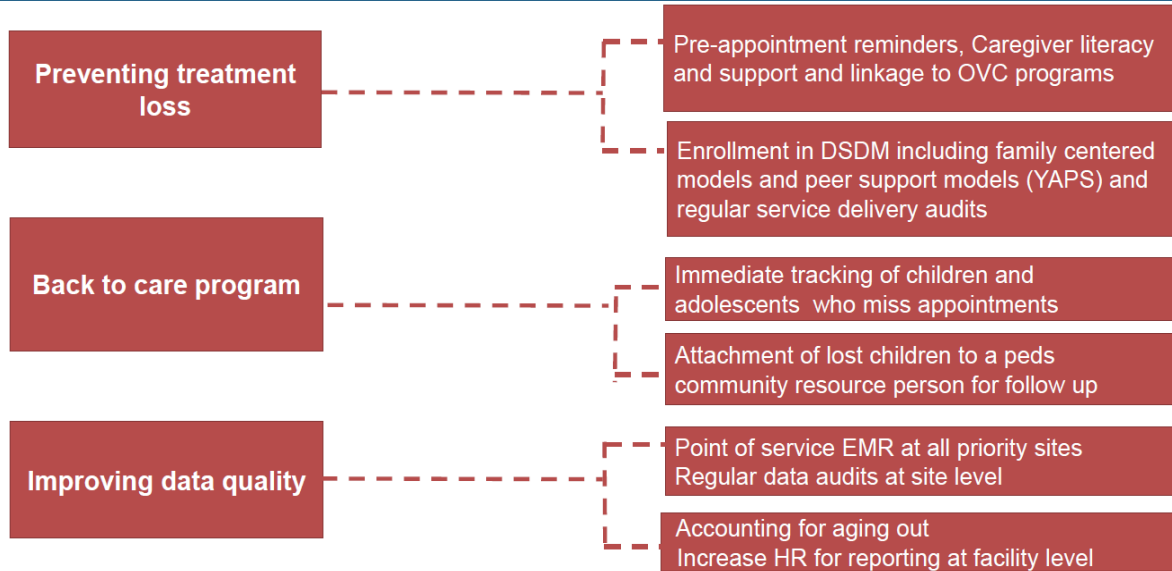 Preventing treatment
loss
Pre-appointment reminders, Caregiver literacy
and support and linkage to OVC programs
Enrollment in DSDM including family centered
models and peer support models (YAPS) and
regular service delivery audits
Back to care program
Immediate tracking of children and
adolescents who miss appointments
Attachment of lost children to a peds
community resource person for follow up
Improving data quality
Point of service EMR at all priority sites
Regular data audits at site level
Accounting for aging out
Increase HR for reporting at facility level